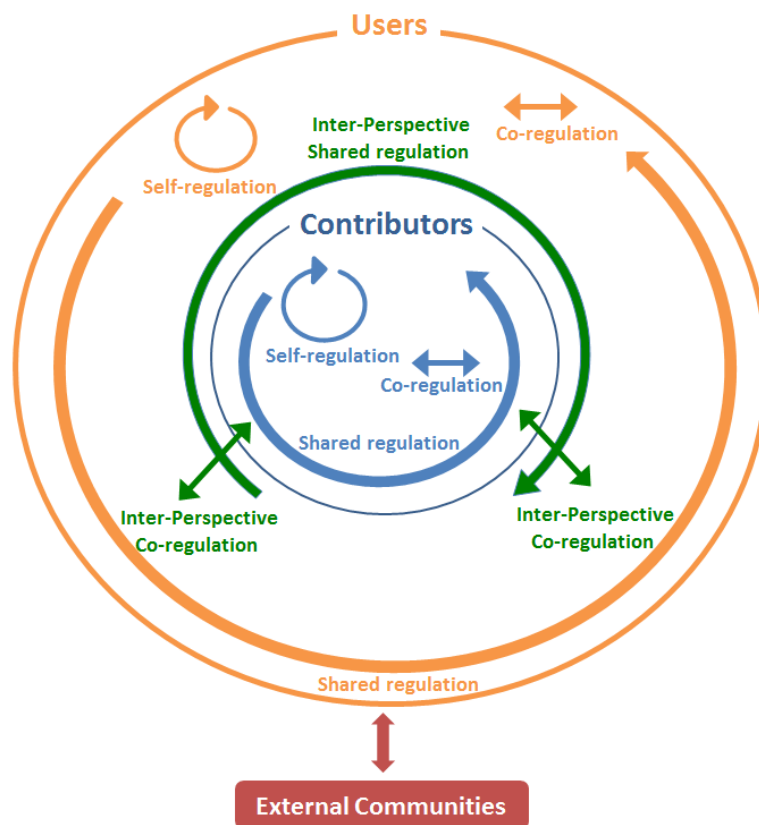 Users
Co-regulation
Inter-Perspective
Shared regulation
Self-regulation
Contributors
Self-regulation
Co-regulation
Shared regulation
Inter-Perspective
Co-regulation
Inter-Perspective
Co-regulation
Shared regulation
External Communities